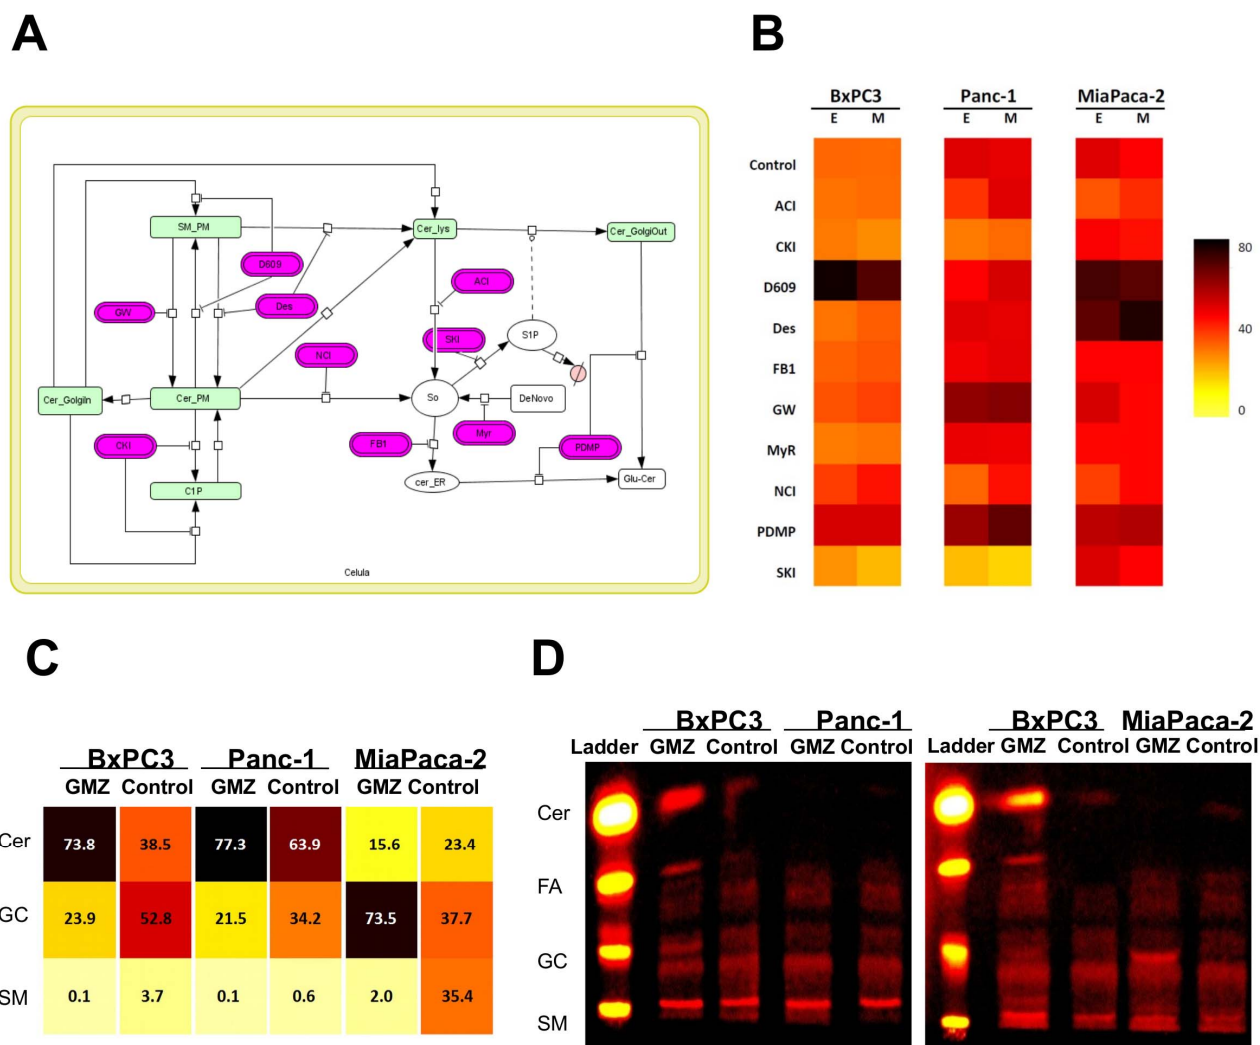 A
B
BxPC3 Panc-1 MiaPaca-2
E M E M E M
Control
ACI
CKI
D609
Des
FB1
GW
MyR
NCI
PDMP
SKI
80
40
0
SM_PM
Cer_lys
Cer_GolgiOut
D609
ACI
Des
GW
SKI
S1P
NCI
Cer_GolgiIn
Cer_PM
So
DeNovo
Myr
CKI
FB1
PDMP
cer_ER
Glu-Cer
C1P
Celula
C
BxPC3 Panc-1 MiaPaca-2
GMZ Control GMZ Control GMZ Control
Cer 73.8 38.5 77.3 63.9 15.6 23.4
GC 23.9 52.8 21.5 34.2 73.5 37.7
SM 0.1 3.7 0.1 0.6 2.0 35.4
D
BxPC3 Panc-1 BxPC3 MiaPaca-2
Ladder GMZ Control GMZ Control Ladder GMZ Control GMZ Control
Cer
FA
GC
SM